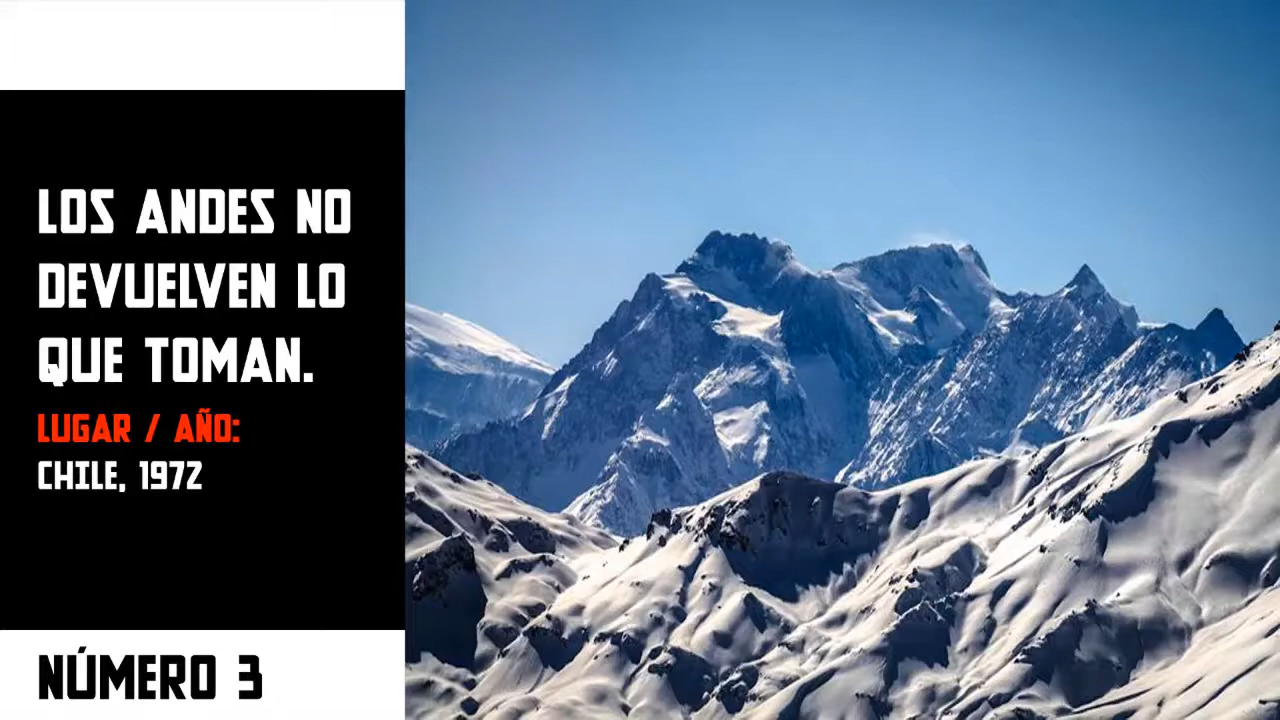 LOS ANDES NO
DEVUELVEN LO
QUE TOMAN.
LUGAR / AÑO:
CHILE, 1972
NÚMERO 3